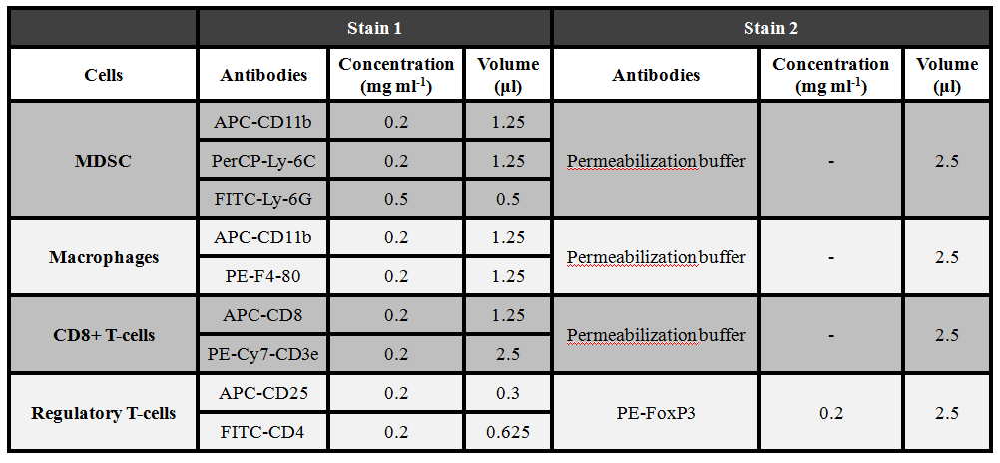 Stain 1 Stain 2
Cells Antibodies Concentration (mg ml-1) Volume (µl) Antibodies Concentration (mg ml-1) Volume (µl)
MDSC APC-CD11b 0.2 1.25 Permeabilization buffer - 2.5
PerCP-Ly-6C 0.2 1.25
FITC-Ly-6G 0.5 0.5
Macrophages APC-CD11b 0.2 1.25 Permeabilization buffer - 2.5
PE-F4-80 0.2 1.25
CD8+ T-cells APC-CD8 0.2 1.25 Permeabilization buffer - 2.5
PE-Cy7-CD3e 0.2 2.5
Regulatory T-cells APC-CD25 0.2 0.3 PE-FoxP3 0.2 2.5
FITC-CD4 0.2 0.625